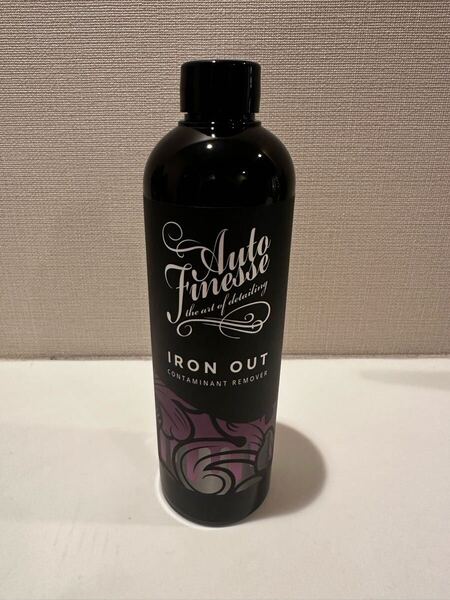 Auto
Finesse
the art of detailing
IRON OUT
CONTAMINANT REMOVER